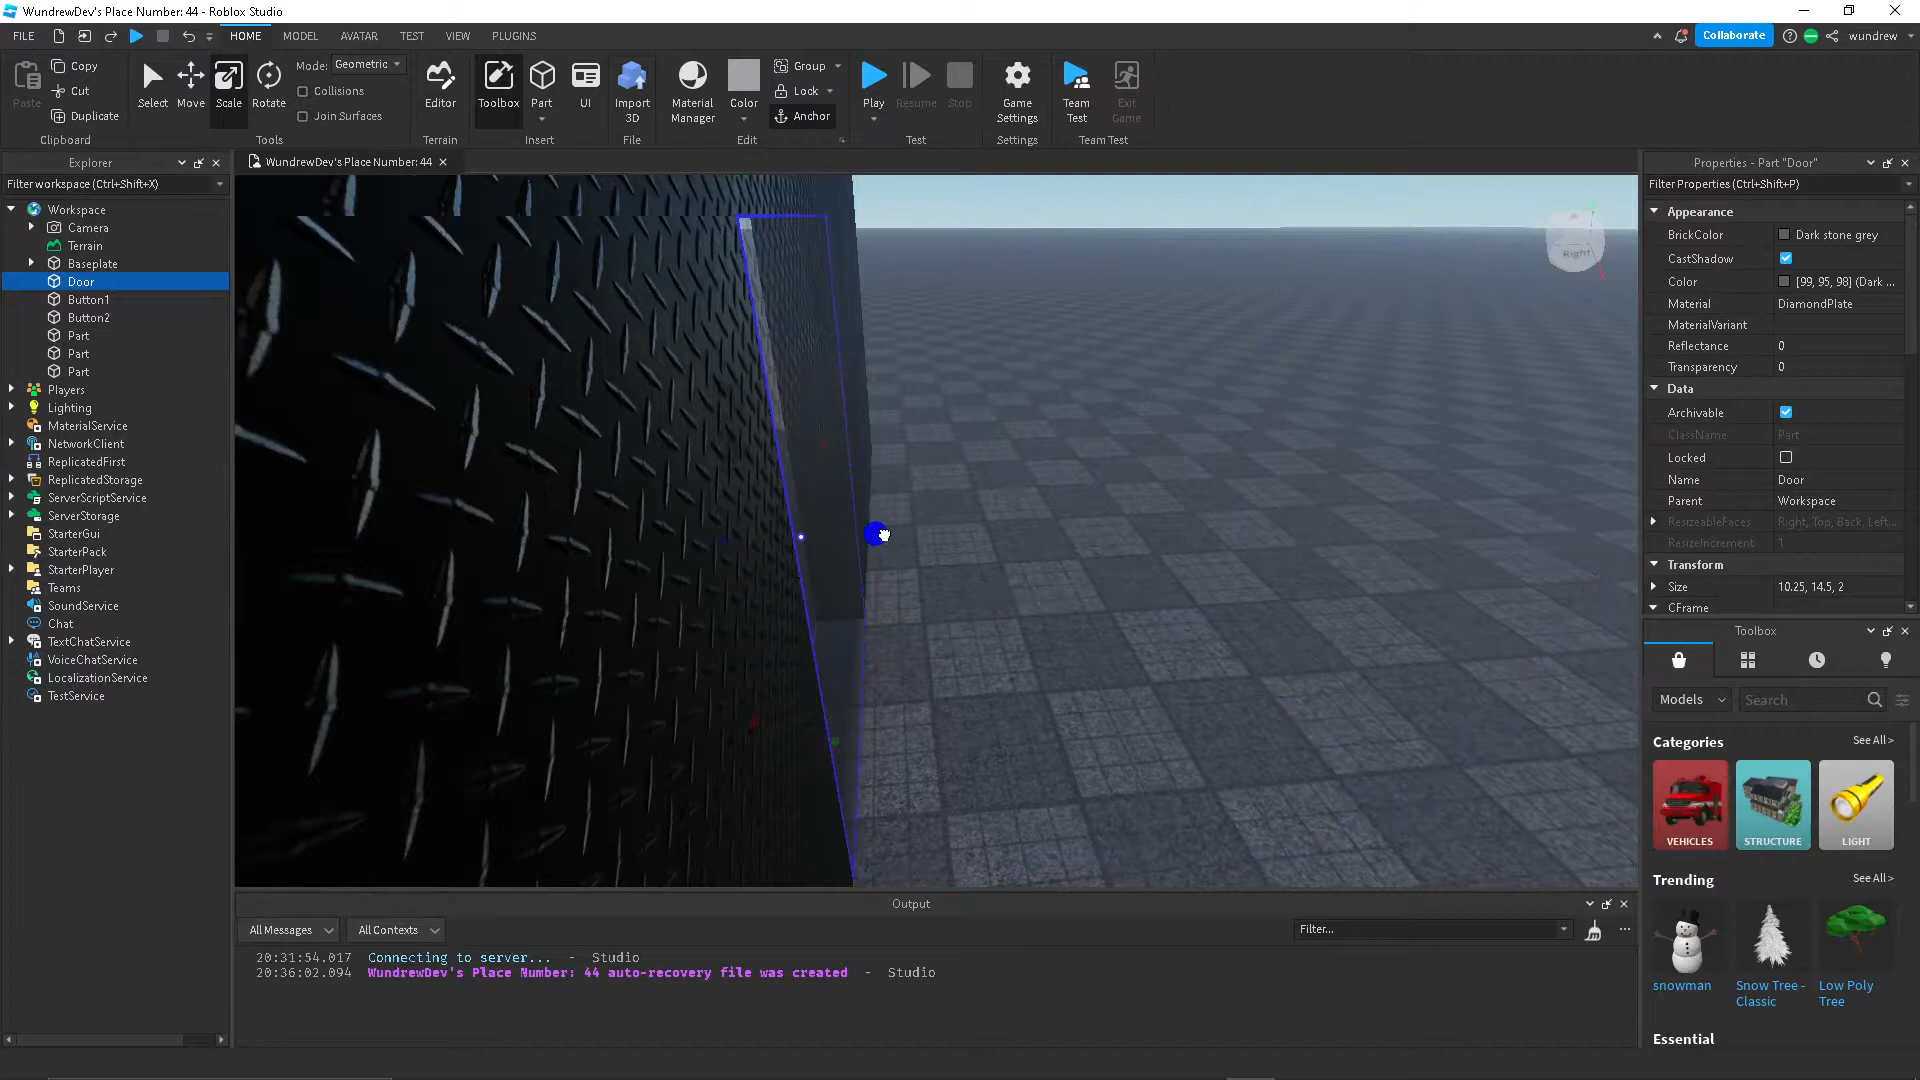 WundrewDev's Place Number: 44 - Roblox Studio
FILE HOME MODEL AVATAR TEST VIEW PLUGINS Collaborate wundrew
Paste Copy Cut Duplicate Clipboard
Select Move Scale Rotate Mode: Geometric Collisions Join Surfaces Tools
Editor Terrain
Toolbox Part UI Insert
Import 3D File
Material Manager Color Group Lock Anchor Edit
Play Resume Stop Test
Game Settings Settings
Team Test Exit Game Team Test
Explorer
Filter workspace (Ctrl+Shift+X)
Workspace
Camera
Terrain
Baseplate
Door
Button1
Button2
Part
Part
Part
Players
Lighting
MaterialService
NetworkClient
ReplicatedFirst
ReplicatedStorage
ServerScriptService
ServerStorage
StarterGui
StarterPack
StarterPlayer
Teams
SoundService
Chat
TextChatService
VoiceChatService
LocalizationService
TestService
WundrewDev's Place Number: 44
Right
Output
All Messages All Contexts Filter...
20:31:54.017 Connecting to server... - Studio
20:36:02.094 WundrewDev's Place Number: 44 auto-recovery file was created - Studio
Properties - Part "Door"
Filter Properties (Ctrl+Shift+P)
Appearance
BrickColor Dark stone grey
CastShadow
Color [99, 95, 98] (Dark ...
Material DiamondPlate
MaterialVariant
Reflectance 0
Transparency 0
Data
Archivable
ClassName Part
Locked
Name Door
Parent Workspace
ResizeableFaces Right, Top, Back, Left...
ResizeIncrement 1
Transform
Size 10.25, 14.5, 2
CFrame
Toolbox
Models Search
Categories See All >
VEHICLES STRUCTURE LIGHT
Trending See All >
snowman Snow Tree - Classic Low Poly Tree
Essential